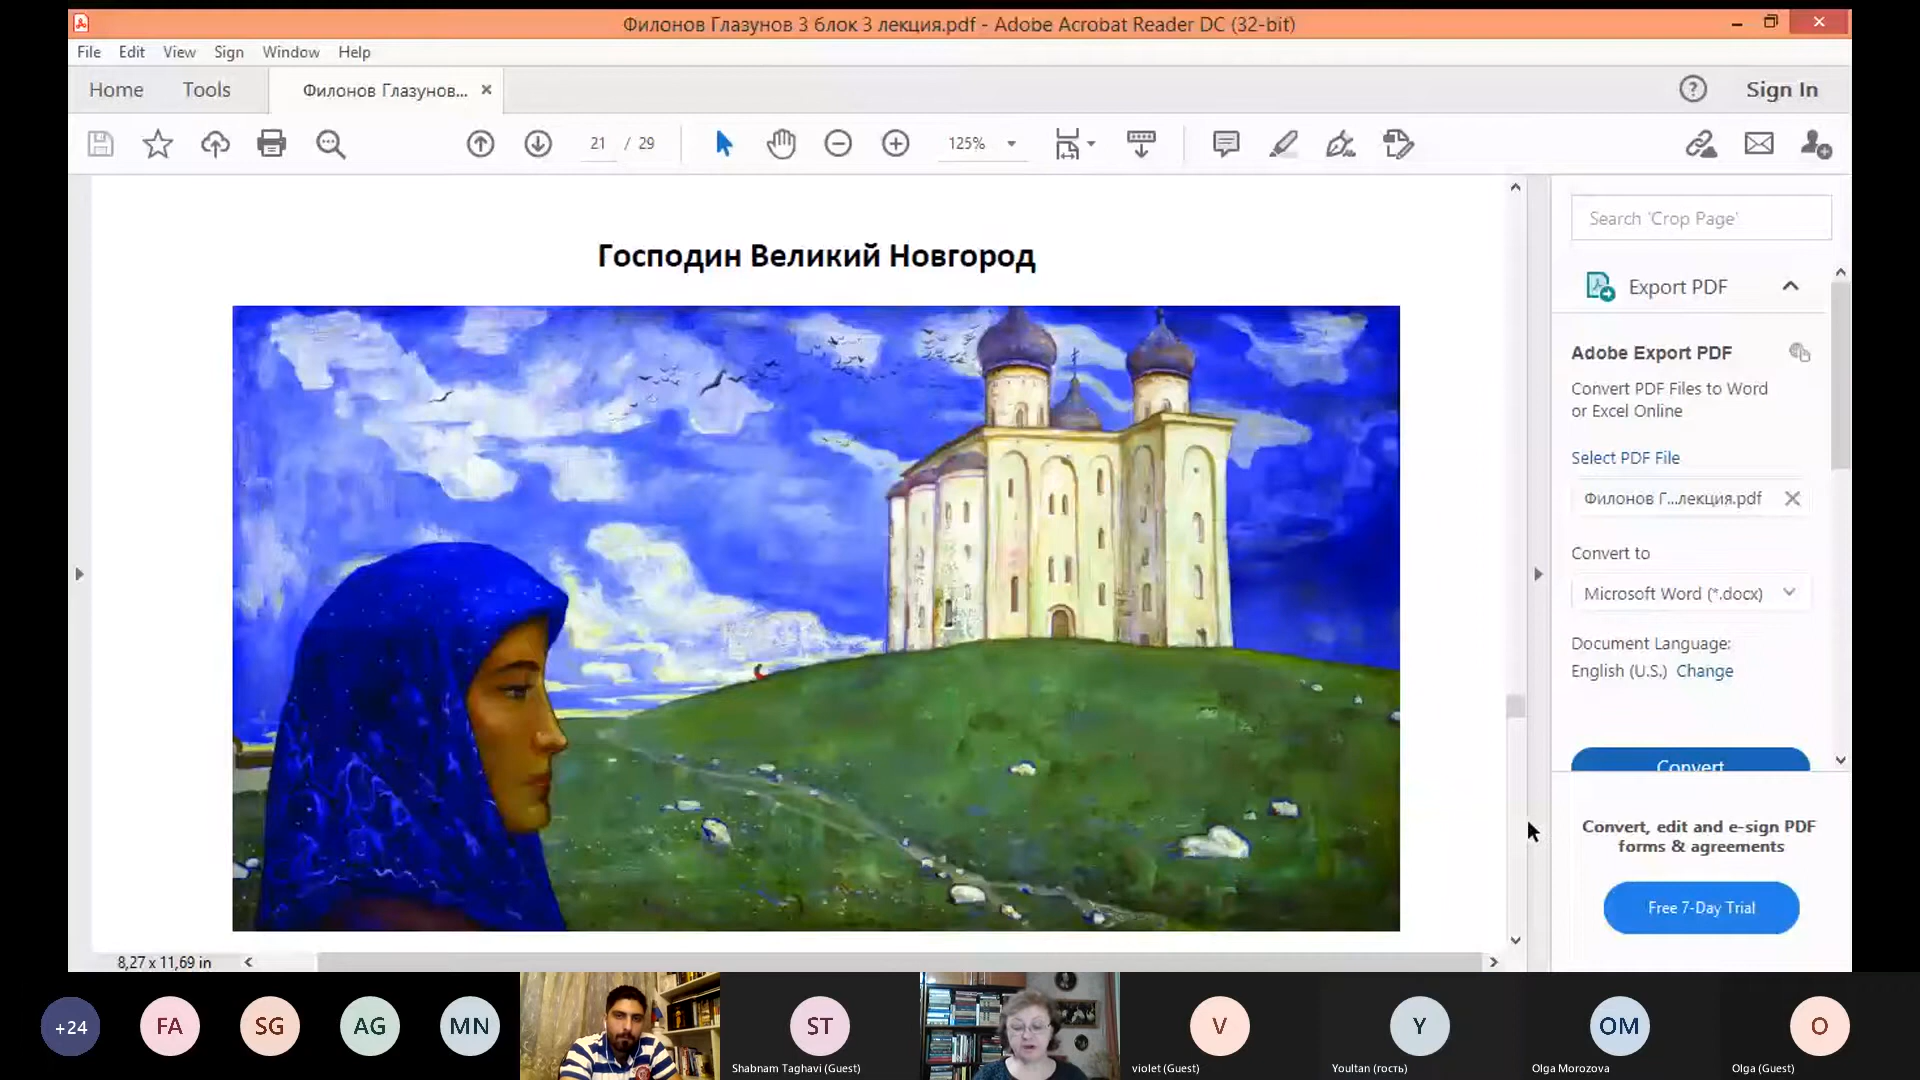 Филонов Глазунов 3 блок 3 лекция.pdf - Adobe Acrobat Reader DC (32-bit)
File Edit View Sign Window Help
Home Tools Филонов Глазунов... Sign In
21 / 29 125%
Search 'Crop Page'
Господин Великий Новгород
Export PDF
Adobe Export PDF
Convert PDF Files to Word
or Excel Online
Select PDF File
Филонов Г...лекция.pdf
Convert to
Microsoft Word (*.docx)
Document Language:
English (U.S.) Change
Convert
Convert, edit and e-sign PDF
forms & agreements
Free 7-Day Trial
8,27 x 11,69 in
+24 FA SG AG MN ST V Y OM O
Shabnam Taghavi (Guest) violet (Guest) Youltan (гость) Olga Morozova Olga (Guest)